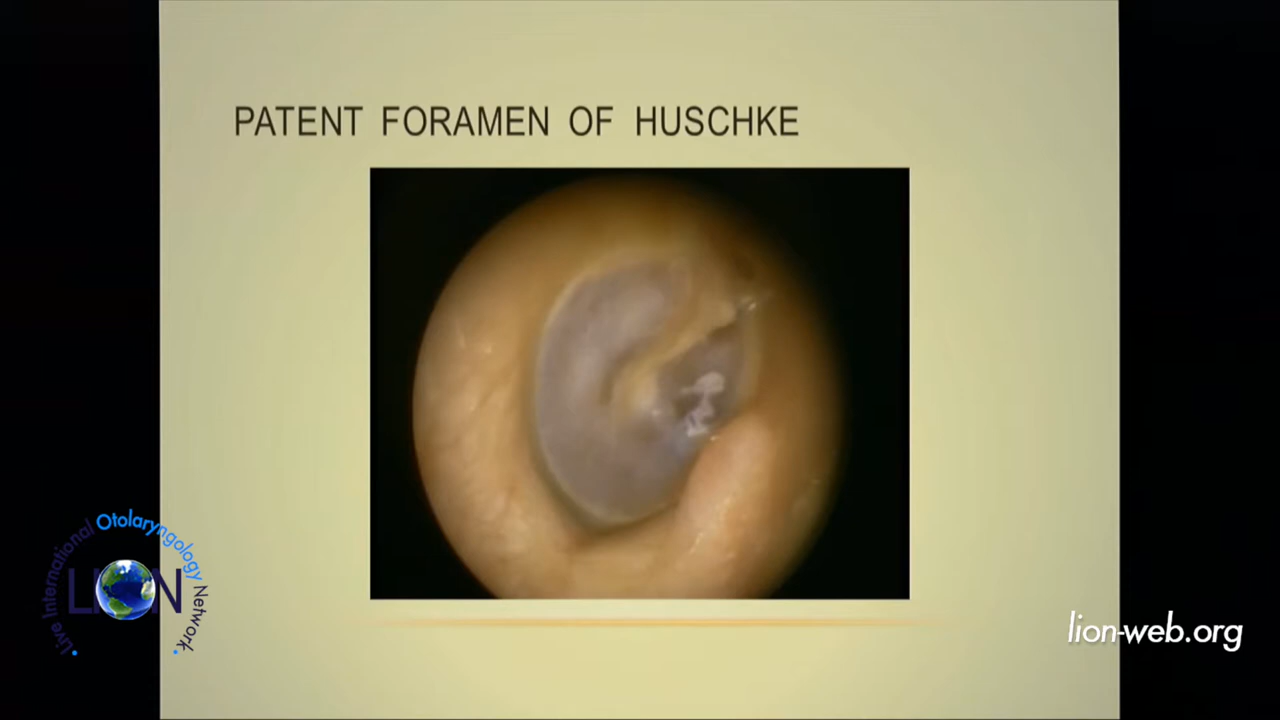 PATENT FORAMEN OF HUSCHKE
Live International Otolaryngology Network
LION
lion-web.org